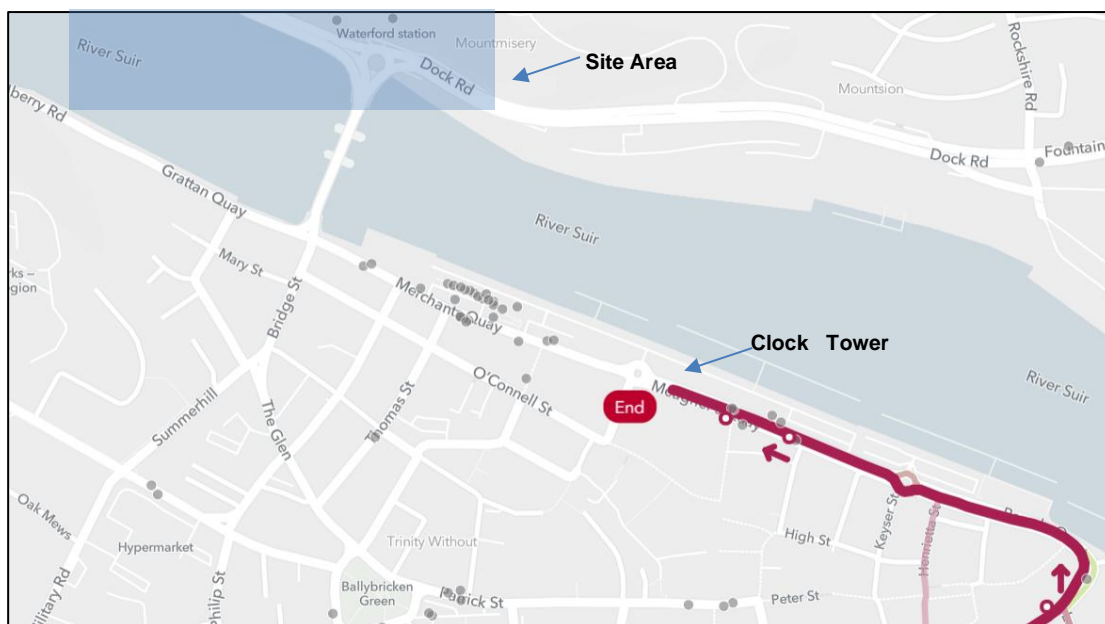 Waterford station
River Suir
Mountmisery
Site Area
Rockshire Rd
Dock Rd
Mountsion
lberry Rd
Dock Rd
Fountain
Grattan Quay
River Suir
Mary St
rks –
gion
Bridge St
Merchants Quay
Clock Tower
River Suir
O'Connell St
End
Summerhill
The Glen
Thomas St
Oak Mews
Hypermarket
Trinity Without
High St
Keyser St
Henrietta St
Military Rd
Philip St
Ballybricken
Green
Patrick St
Peter St